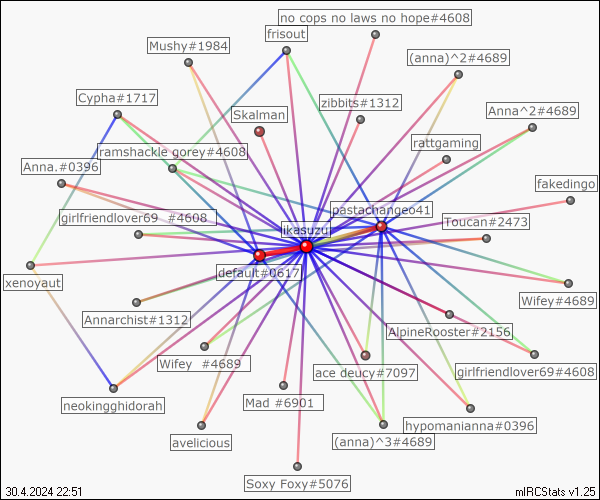 no cops no laws no hope#4608
frisout
Mushy#1984
(anna)^2#4689
Cypha#1717
zibbits#1312
Anna^2#4689
Skalman
rattgaming
ramshackle gorey#4608
Anna.#0396
fakedingo
pastachangeo41
girlfriendlover69 #4608
Toucan#2473
ikasuzu
default#0617
xenoyaut
Wifey#4689
Annarchist#1312
AlpineRooster#2156
Wifey #4689
ace deucy#7097
girlfriendlover69#4608
neokingghidorah
Mad #6901
hypomanianna#0396
avelicious
(anna)^3#4689
Soxy Foxy#5076
30.4.2024 22:51
mIRCStats v1.25